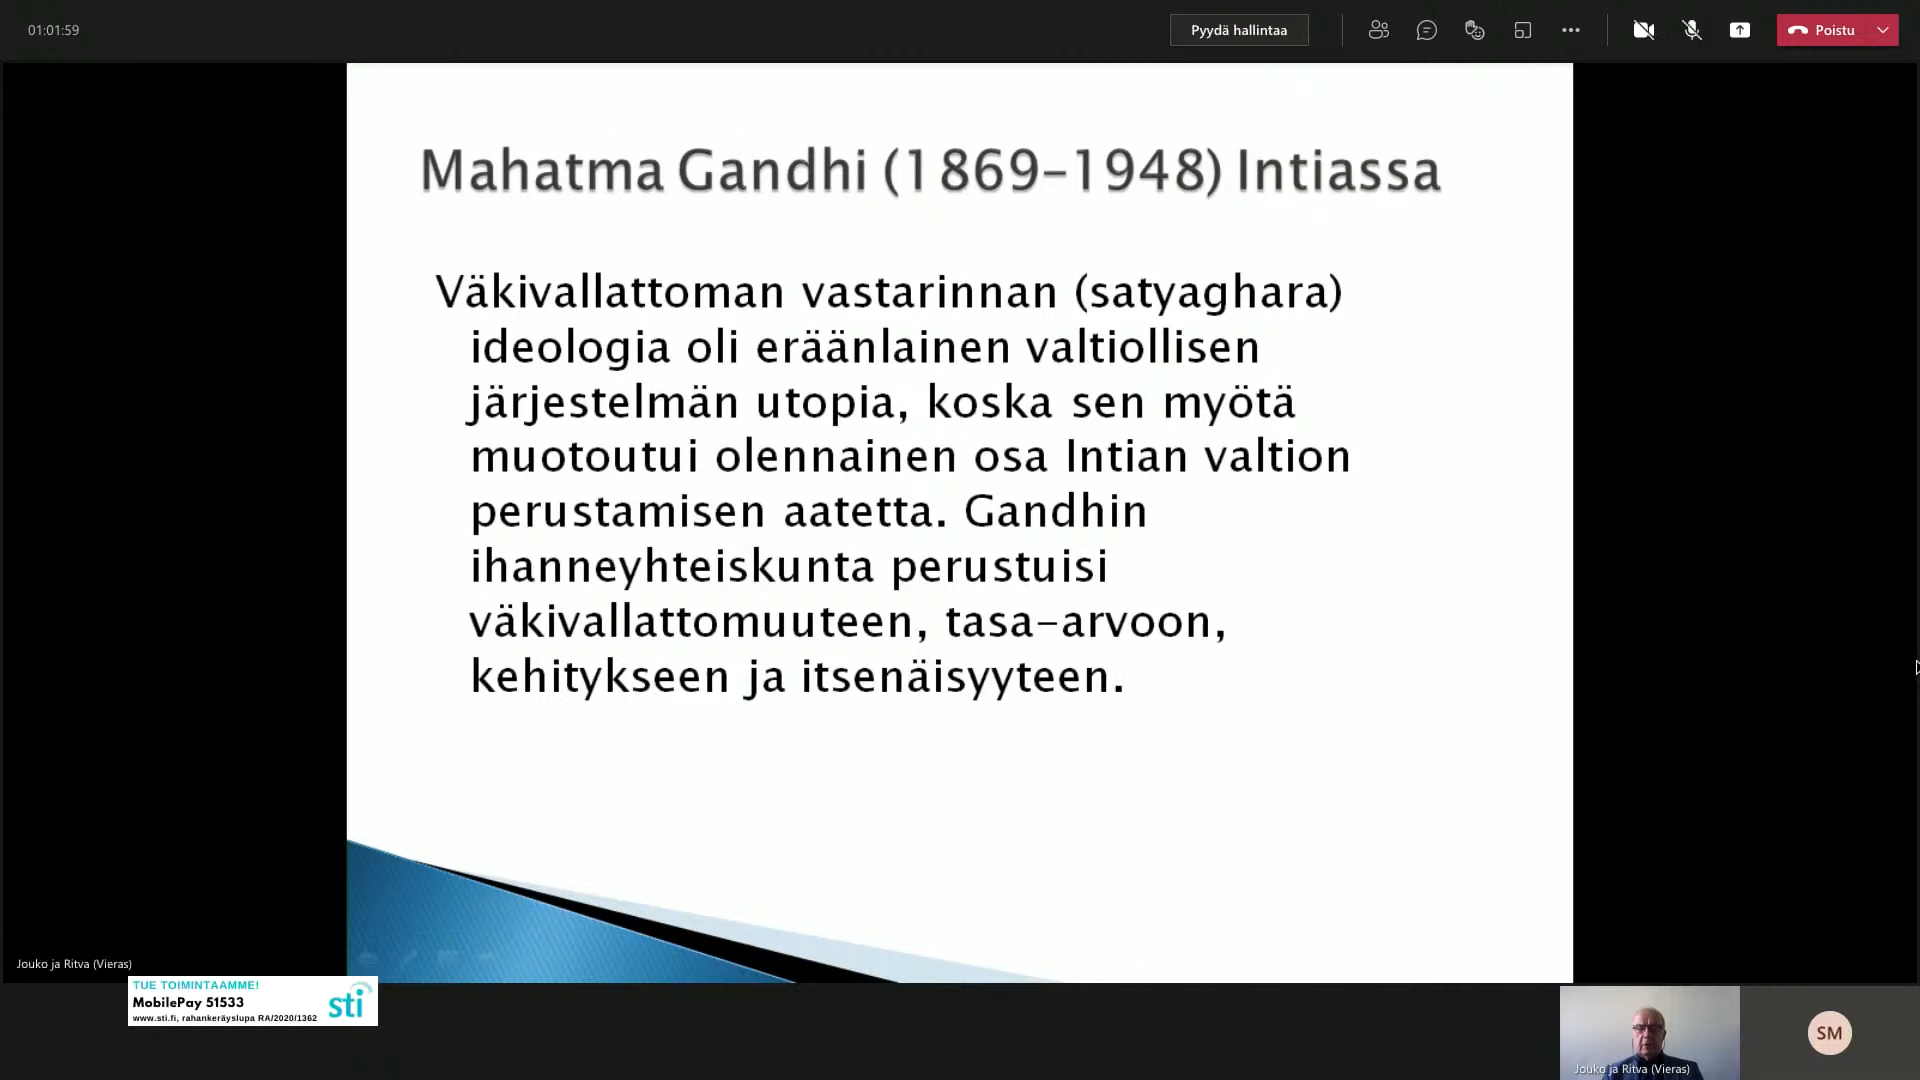 01:01:59
Pyydä hallintaa
Poistu
Mahatma Gandhi (1869-1948) Intiassa
Väkivallattoman vastarinnan (satyaghara)
ideologia oli eräänlainen valtiollisen
järjestelmän utopia, koska sen myötä
muotoutui olennainen osa Intian valtion
perustamisen aatetta. Gandhin
ihanneyhteiskunta perustuisi
väkivallattomuuteen, tasa-arvoon,
kehitykseen ja itsenäisyyteen.
Jouko ja Ritva (Vieras)
TUE TOIMINTAAMME!
MobilePay 51533
www.sti.fi, rahankeräyslupa RA/2020/1362
sti
Jouko ja Ritva (Vieras)
SM